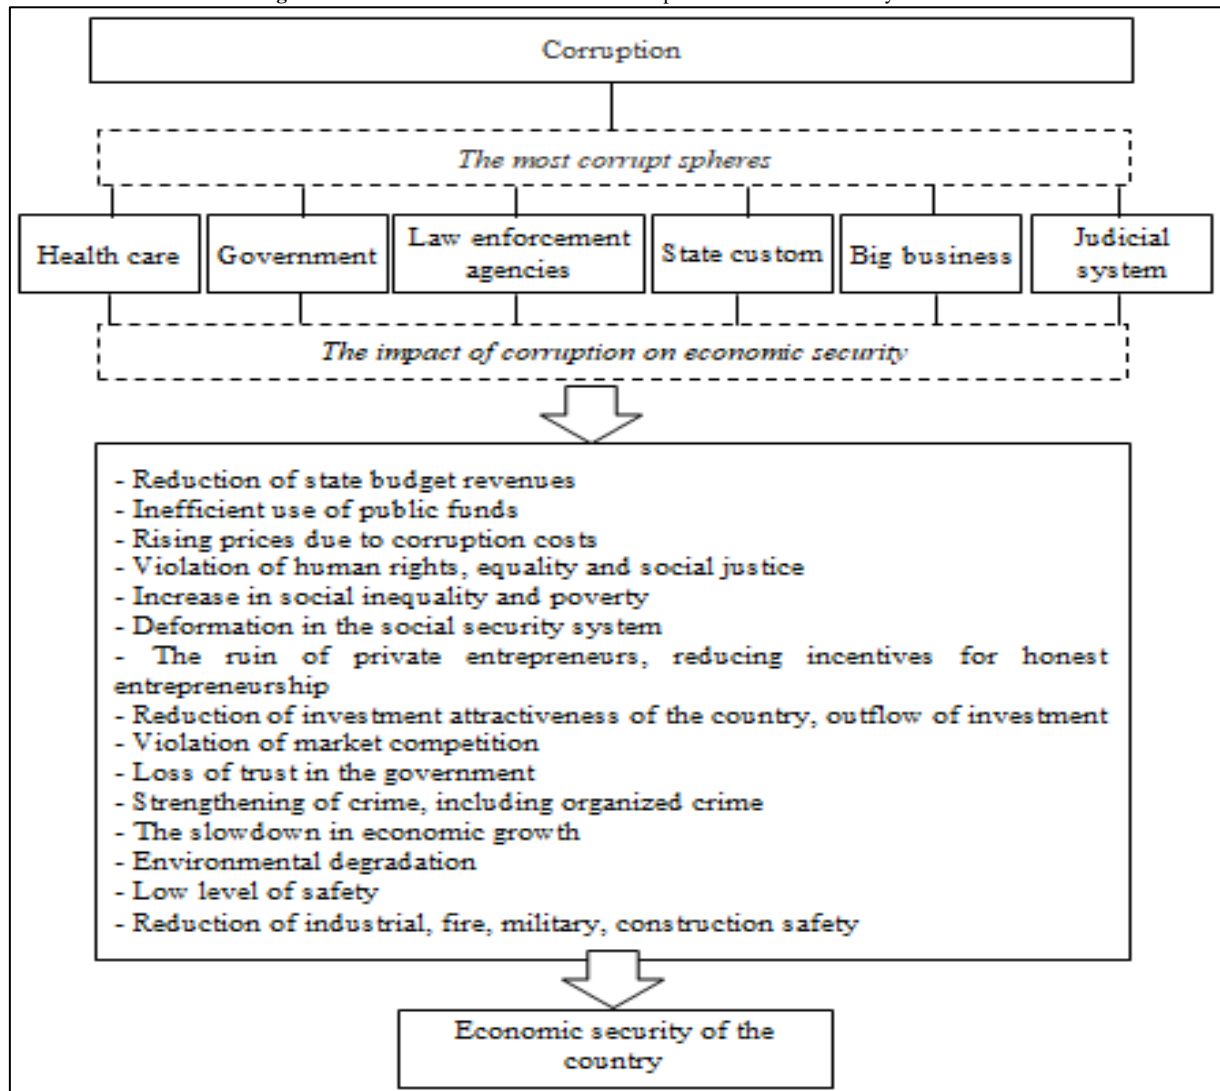 Corruption
The most corrupt spheres
Health care
Government
Law enforcement
agencies
State custom
Big business
Judicial
system
The impact of corruption on economic security
- Reduction of state budget revenues
- Inefficient use of public funds
- Rising prices due to corruption costs
- Violation of human rights, equality and social justice
- Increase in social inequality and poverty
- Deformation in the social security system
- The ruin of private entrepreneurs, reducing incentives for honest
entrepreneurship
- Reduction of investment attractiveness of the country, outflow of investment
- Violation of market competition
- Loss of trust in the government
- Strengthening of crime, including organized crime
- The slowdown in economic growth
- Environmental degradation
- Low level of safety
- Reduction of industrial, fire, military, construction safety
Economic security of the
country